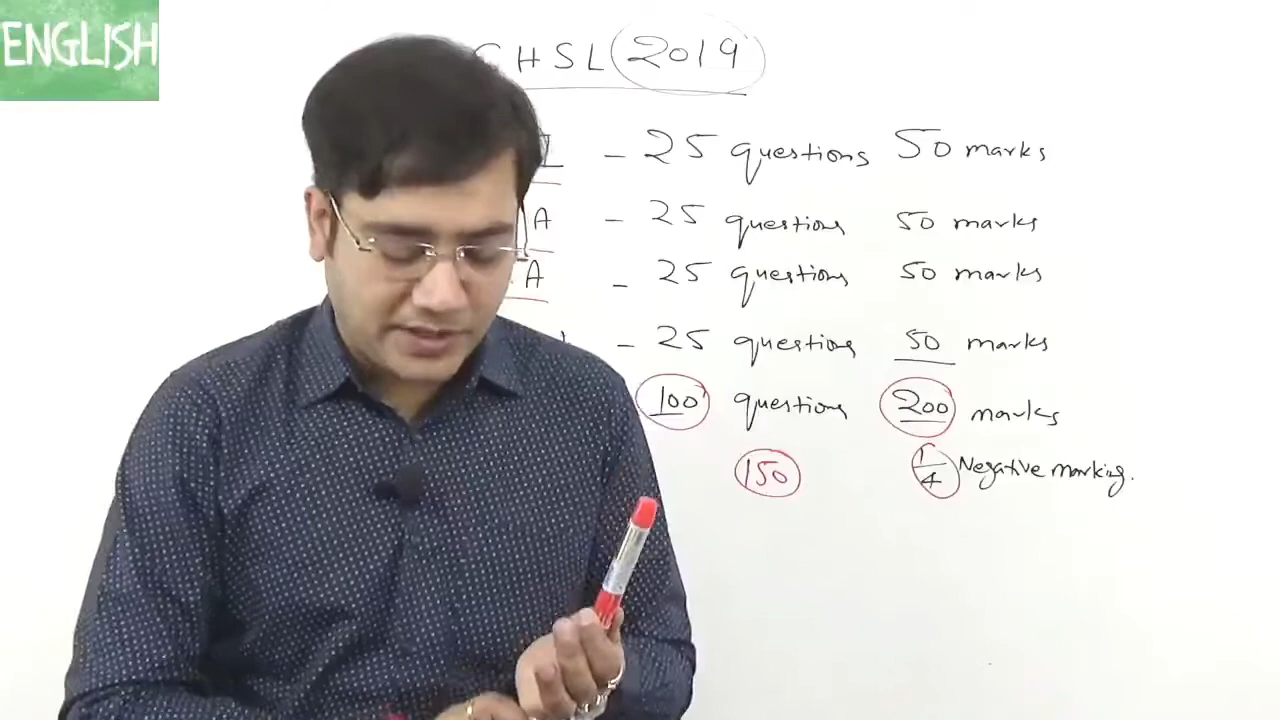 ENGLISH
CHSL 2019
- 25 questions 50 marks
A - 25 questions 50 marks
A - 25 questions 50 marks
- 25 questions 50 marks
100 questions 200 marks
150 1/4 Negative marking.